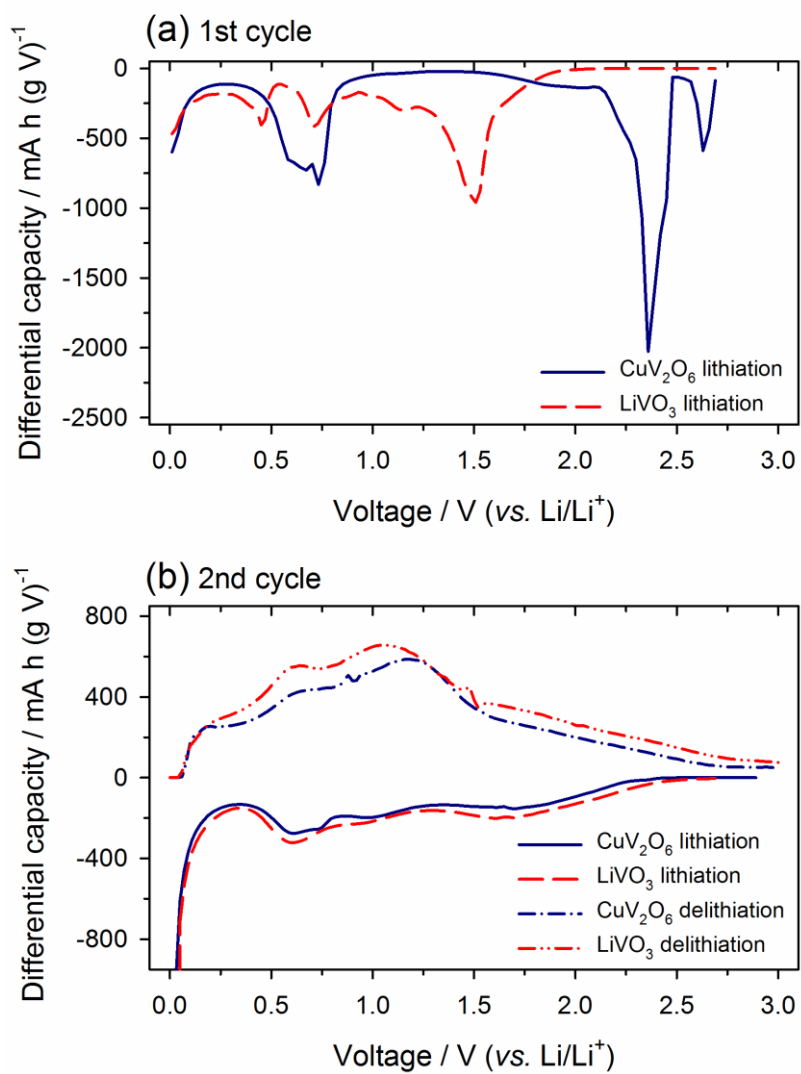 (a) 1st cycle
Differential capacity / mA h (g V)⁻¹
0
-500
-1000
-1500
-2000
-2500
CuV₂O₆ lithiation
LiVO₃ lithiation
0.0 0.5 1.0 1.5 2.0 2.5 3.0
Voltage / V (vs. Li/Li⁺)
(b) 2nd cycle
Differential capacity / mA h (g V)⁻¹
800
400
0
-400
-800
CuV₂O₆ lithiation
LiVO₃ lithiation
CuV₂O₆ delithiation
LiVO₃ delithiation
0.0 0.5 1.0 1.5 2.0 2.5 3.0
Voltage / V (vs. Li/Li⁺)